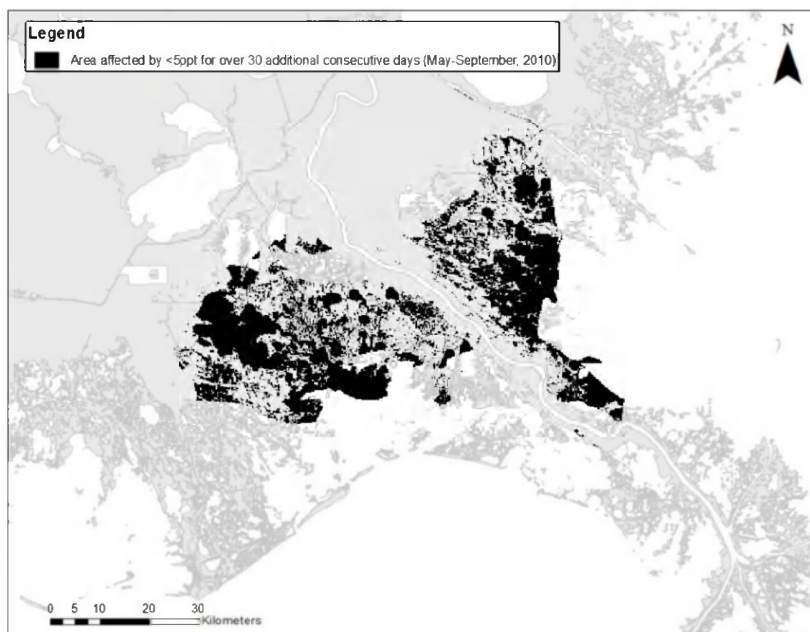 Legend
Area affected by <5ppt for over 30 additional consecutive days (May-September, 2010)
N
0 5 10 20 30
Kilometers